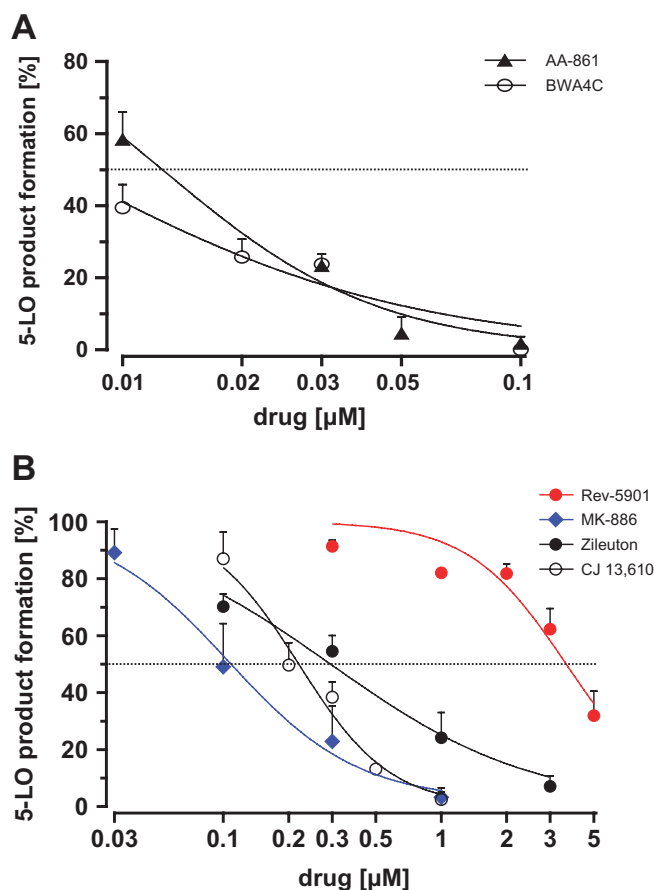 A
AA-861
BWA4C
5-LO product formation [%]
80
60
40
20
0
0.01 0.02 0.03 0.05 0.1
drug [µM]
B
Rev-5901
MK-886
Zileuton
CJ 13,610
5-LO product formation [%]
100
80
60
40
20
0
0.03 0.1 0.2 0.3 0.5 1 2 3 5
drug [µM]